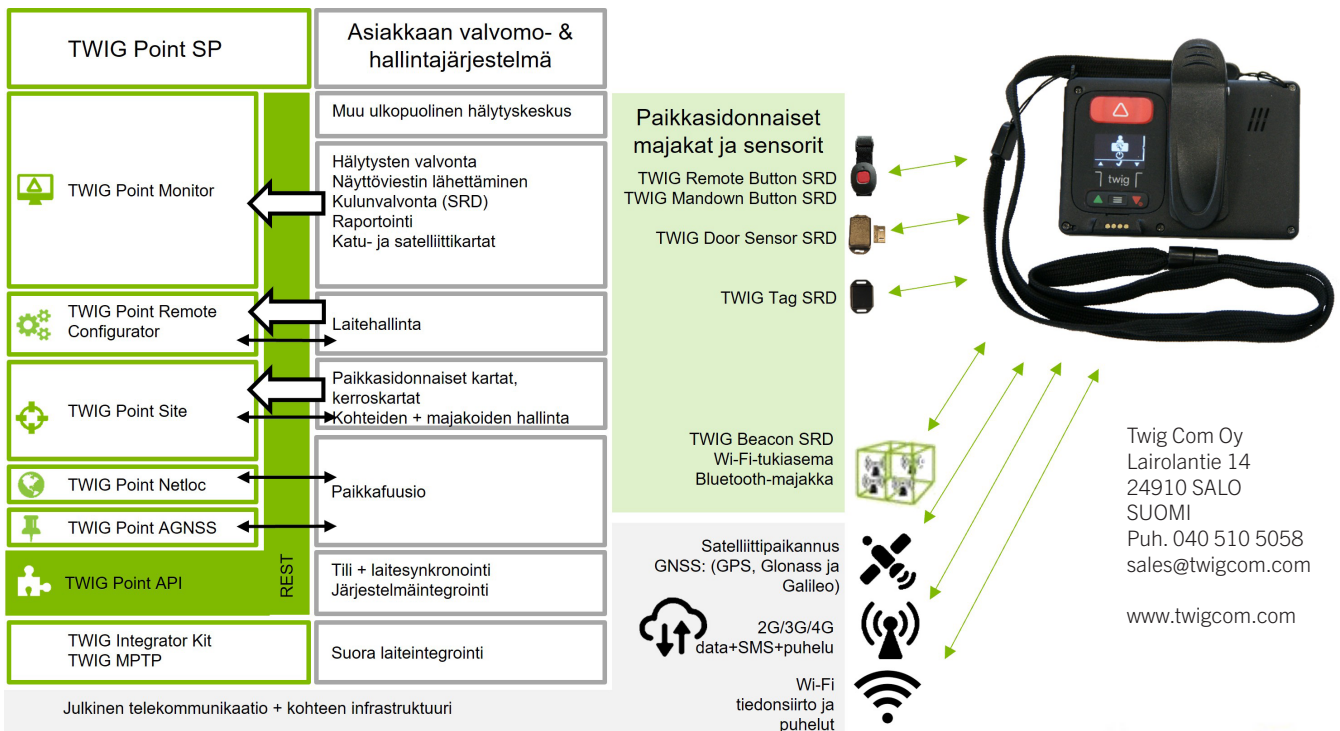 TWIG Point SP
Asiakkaan valvomo- &
hallintajärjestelmä
Muu ulkopuolinen hälytyskeskus
TWIG Point Monitor
Hälytysten valvonta
Näyttöviestin lähettäminen
Kulunvalvonta (SRD)
Raportointi
Katu- ja satelliittikartat
TWIG Point Remote
Configurator
Laitehallinta
TWIG Point Site
Paikkasidonnaiset kartat,
kerroskartat
Kohteiden + majakoiden hallinta
TWIG Point Netloc
Paikkafuusio
TWIG Point AGNSS
TWIG Point API
REST
Tili + laitesynkronointi
Järjestelmäintegrointi
TWIG Integrator Kit
TWIG MPTP
Suora laiteintegrointi
Julkinen telekommunikaatio + kohteen infrastruktuuri
Paikkasidonnaiset
majakat ja sensorit
TWIG Remote Button SRD
TWIG Mandown Button SRD
TWIG Door Sensor SRD
TWIG Tag SRD
TWIG Beacon SRD
Wi-Fi-tukiasema
Bluetooth-majakka
Satelliittipaikannus
GNSS: (GPS, Glonass ja
Galileo)
2G/3G/4G
data+SMS+puhelu
Wi-Fi
tiedonsiirto ja
puhelut
twig
Twig Com Oy
Lairolantie 14
24910 SALO
SUOMI
Puh. 040 510 5058
sales@twigcom.com
www.twigcom.com